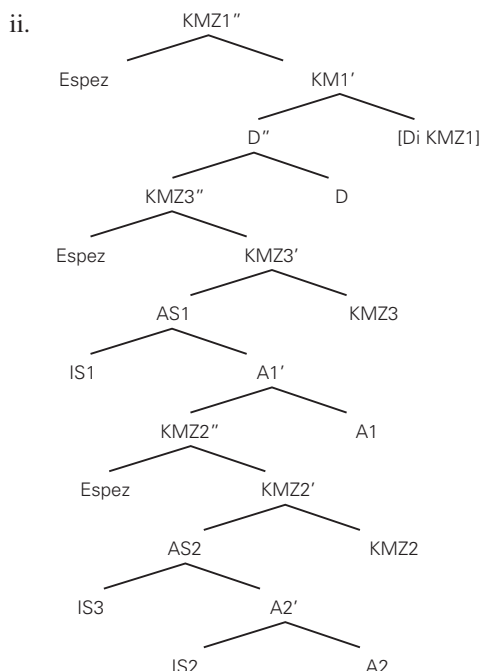 ii.
KMZ1″
Espez KM1′
D″ [Di KMZ1]
KMZ3″ D
Espez KMZ3′
AS1 KMZ3
IS1 A1′
KMZ2″ A1
Espez KMZ2′
AS2 KMZ2
IS3 A2′
IS2 A2